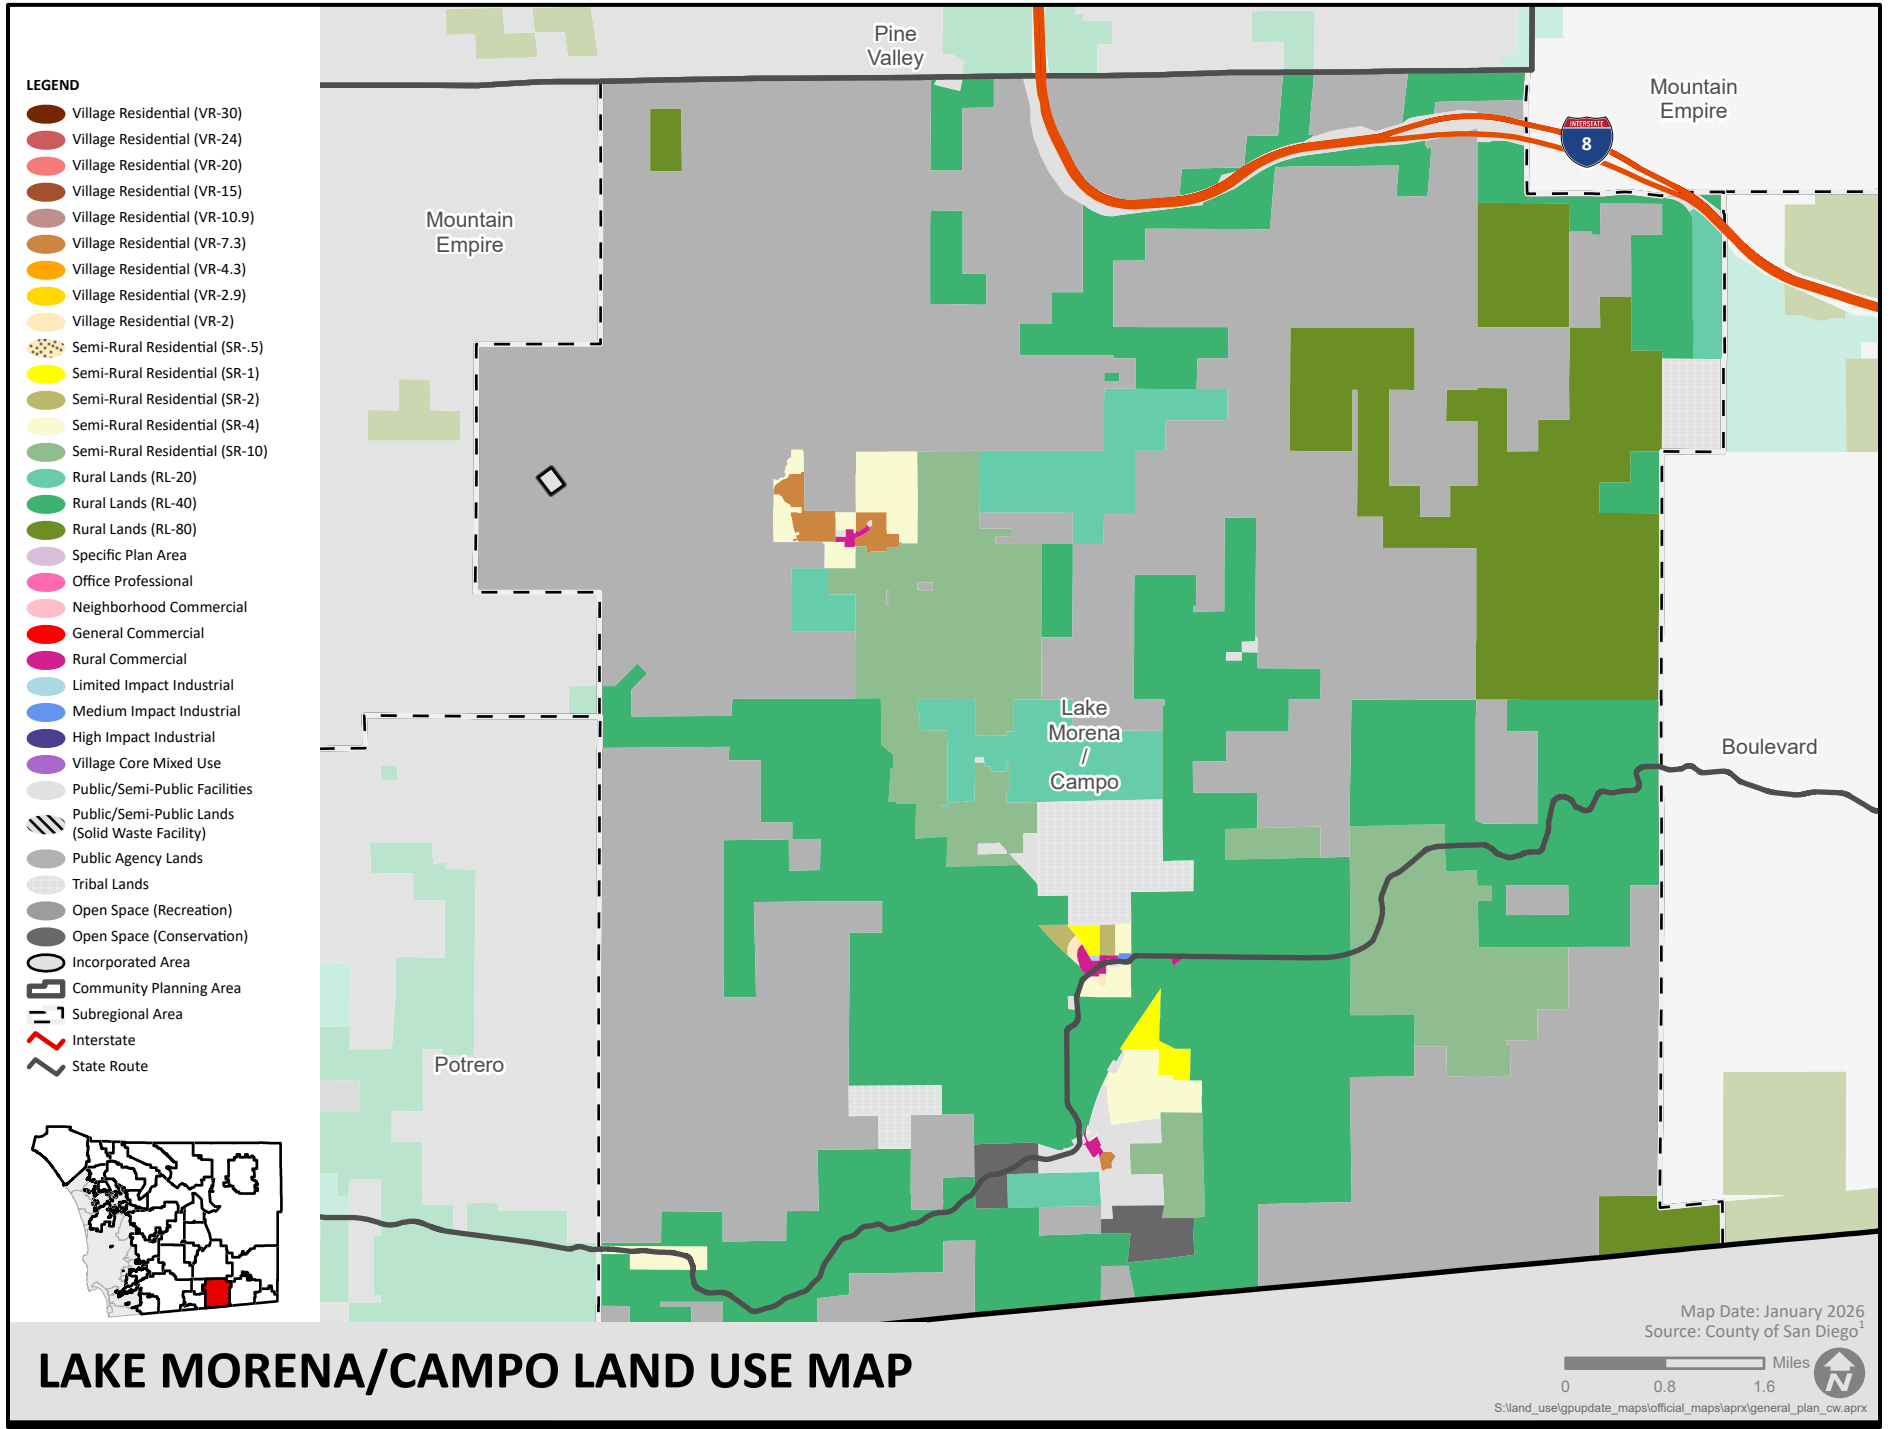 LEGEND
Village Residential (VR-30)
Village Residential (VR-24)
Village Residential (VR-20)
Village Residential (VR-15)
Village Residential (VR-10.9)
Village Residential (VR-7.3)
Village Residential (VR-4.3)
Village Residential (VR-2.9)
Village Residential (VR-2)
Semi-Rural Residential (SR-.5)
Semi-Rural Residential (SR-1)
Semi-Rural Residential (SR-2)
Semi-Rural Residential (SR-4)
Semi-Rural Residential (SR-10)
Rural Lands (RL-20)
Rural Lands (RL-40)
Rural Lands (RL-80)
Specific Plan Area
Office Professional
Neighborhood Commercial
General Commercial
Rural Commercial
Limited Impact Industrial
Medium Impact Industrial
High Impact Industrial
Village Core Mixed Use
Public/Semi-Public Facilities
Public/Semi-Public Lands
(Solid Waste Facility)
Public Agency Lands
Tribal Lands
Open Space (Recreation)
Open Space (Conservation)
Incorporated Area
Community Planning Area
Subregional Area
Interstate
State Route
Pine
Valley
Mountain
Empire
INTERSTATE
8
Mountain
Empire
Lake
Morena
/
Campo
Boulevard
Potrero
Map Date: January 2026
Source: County of San Diego1
Miles
0 0.8 1.6
N
S:\land_use\gpupdate_maps\official_maps\aprx\general_plan_cw.aprx
LAKE MORENA/CAMPO LAND USE MAP